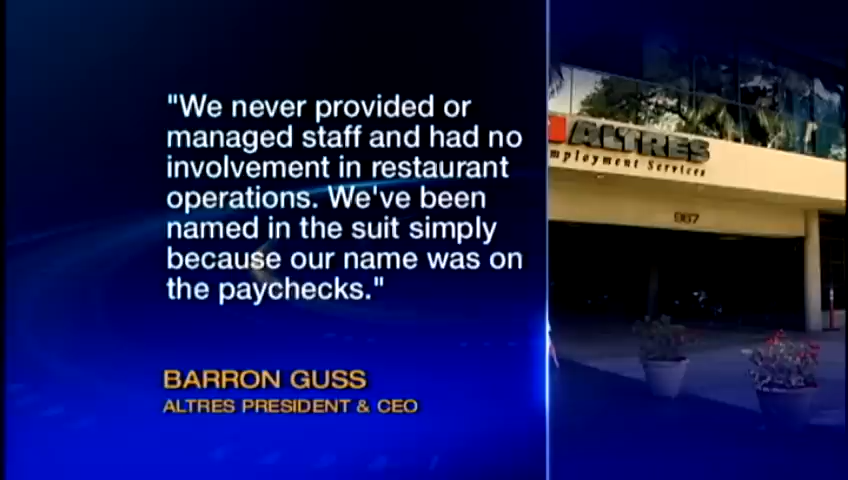 "We never provided or
managed staff and had no
involvement in restaurant
operations. We've been
named in the suit simply
because our name was on
the paychecks."
BARRON GUSS
ALTRES PRESIDENT & CEO
ALTRES
mployment Services
967